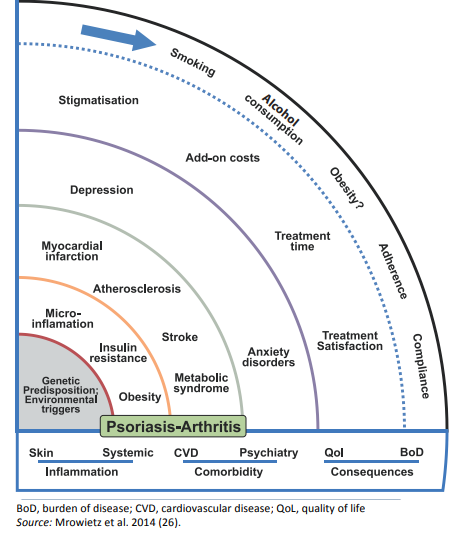 Smoking
Alcohol
consumption
Stigmatisation
Add-on costs
Obesity?
Depression
Treatment
time
Adherence
Myocardial
infarction
Atherosclerosis
Micro-
inflamation
Stroke
Treatment
Satisfaction
Compliance
Insulin
resistance
Anxiety
disorders
Metabolic
syndrome
Genetic
Predisposition;
Environmental
triggers
Obesity
Psoriasis-Arthritis
Skin Systemic CVD Psychiatry Qol BoD
Inflammation Comorbidity Consequences
BoD, burden of disease; CVD, cardiovascular disease; QoL, quality of life
Source: Mrowietz et al. 2014 (26).